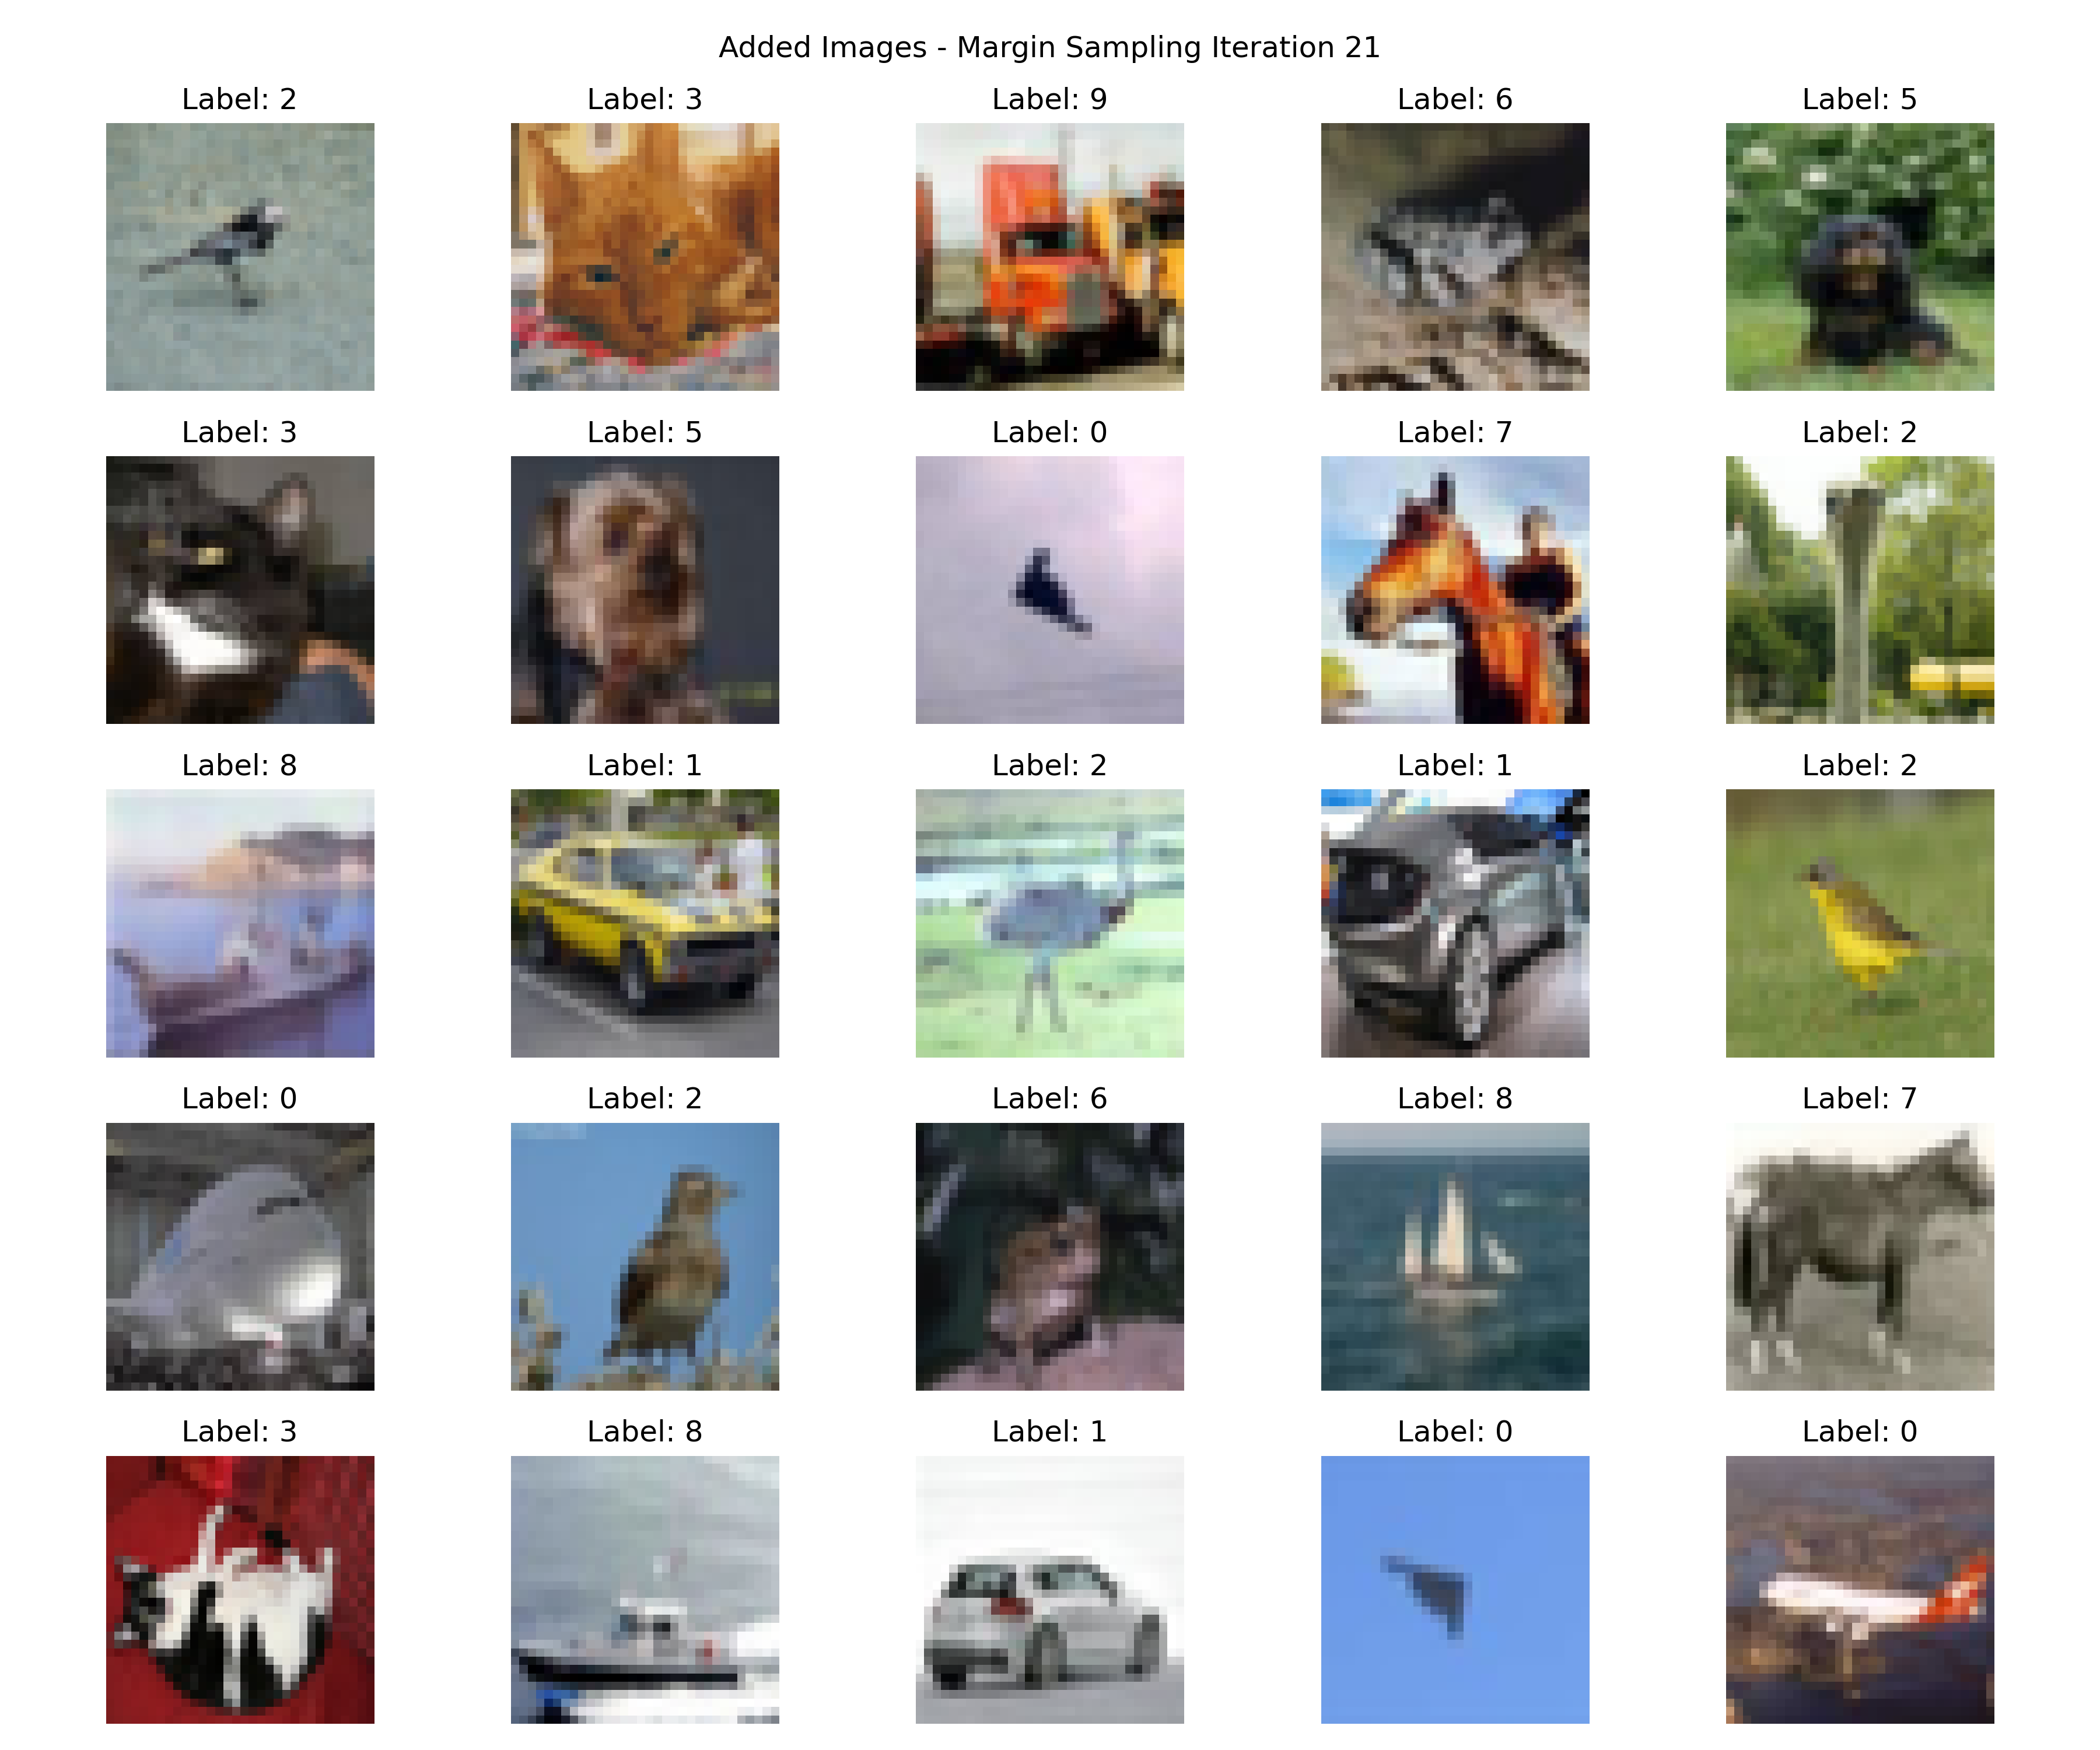 Added Images - Margin Sampling Iteration 21
Label: 2 Label: 3 Label: 9 Label: 6 Label: 5
Label: 3 Label: 5 Label: 0 Label: 7 Label: 2
Label: 8 Label: 1 Label: 2 Label: 1 Label: 2
Label: 0 Label: 2 Label: 6 Label: 8 Label: 7
Label: 3 Label: 8 Label: 1 Label: 0 Label: 0